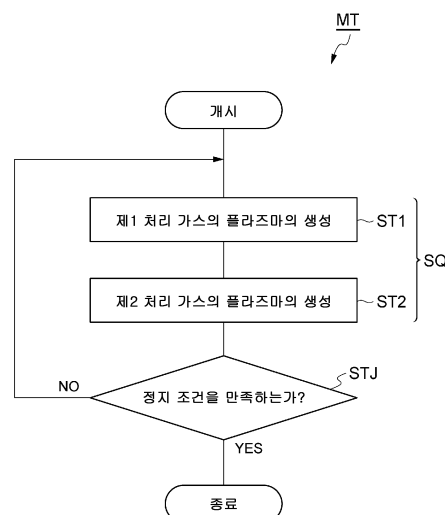 MT
개시
제1 처리 가스의 플라즈마의 생성
ST1
SQ
제2 처리 가스의 플라즈마의 생성
ST2
정지 조건을 만족하는가?
STJ
NO
YES
종료